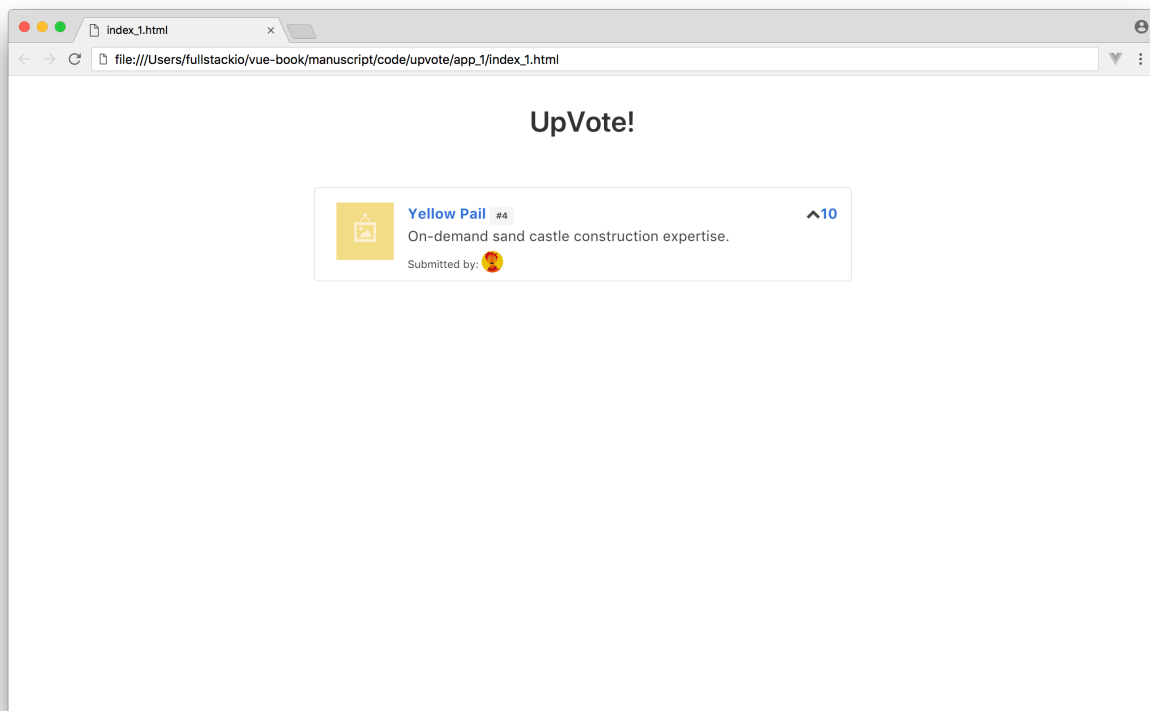 index_1.html
file:///Users/fullstackio/vue-book/manuscript/code/upvote/app_1/index_1.html
UpVote!
Yellow Pail #4 10
On-demand sand castle construction expertise.
Submitted by: